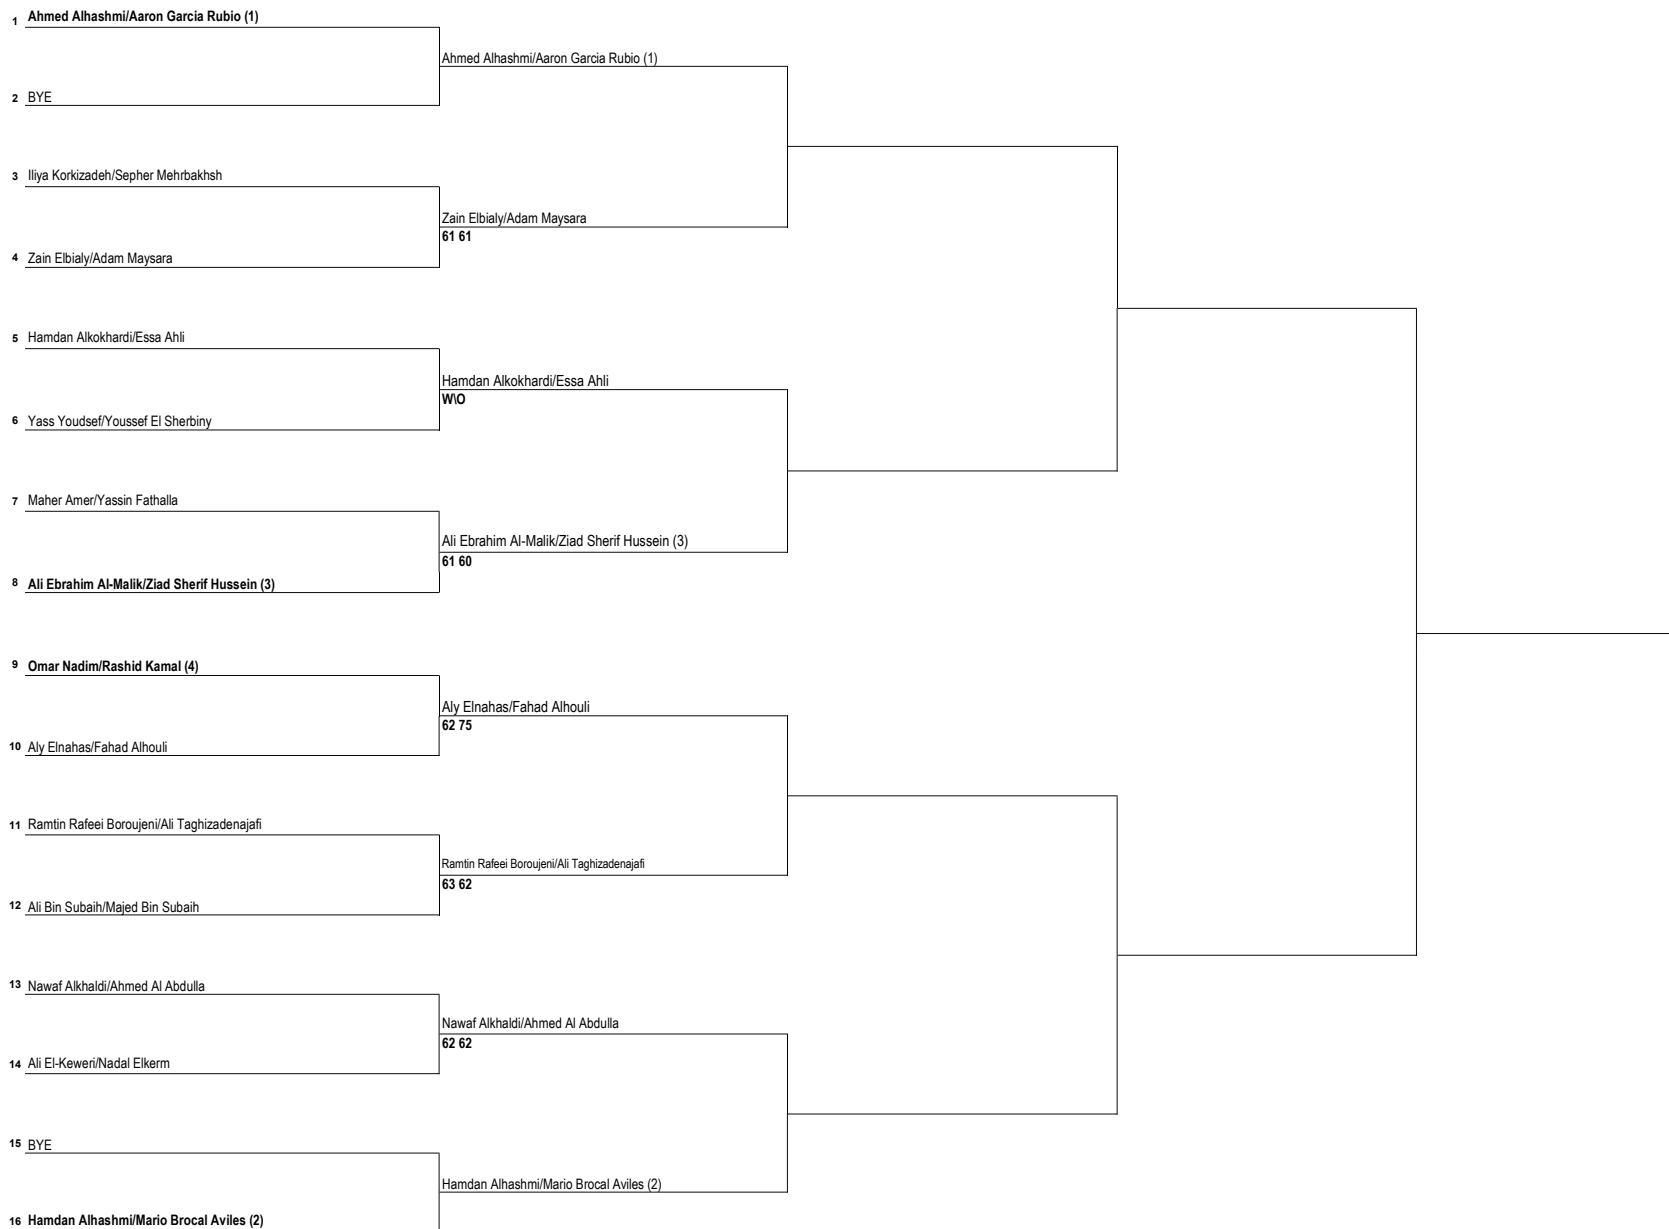 1 Ahmed Alhashmi/Aaron Garcia Rubio (1)
Ahmed Alhashmi/Aaron Garcia Rubio (1)
2 BYE
3 Iliya Korkizadeh/Sepher Mehrbakhsh
Zain Elbialy/Adam Maysara
61 61
4 Zain Elbialy/Adam Maysara
5 Hamdan Alkokhardi/Essa Ahli
Hamdan Alkokhardi/Essa Ahli
W\O
6 Yass Youdsef/Youssef El Sherbiny
7 Maher Amer/Yassin Fathalla
Ali Ebrahim Al-Malik/Ziad Sherif Hussein (3)
61 60
8 Ali Ebrahim Al-Malik/Ziad Sherif Hussein (3)
9 Omar Nadim/Rashid Kamal (4)
Aly Elnahas/Fahad Alhouli
62 75
10 Aly Elnahas/Fahad Alhouli
11 Ramtin Rafeei Boroujeni/Ali Taghizadenajafi
Ramtin Rafeei Boroujeni/Ali Taghizadenajafi
63 62
12 Ali Bin Subaih/Majed Bin Subaih
13 Nawaf Alkhaldi/Ahmed Al Abdulla
Nawaf Alkhaldi/Ahmed Al Abdulla
62 62
14 Ali El-Keweri/Nadal Elkerm
15 BYE
Hamdan Alhashmi/Mario Brocal Aviles (2)
16 Hamdan Alhashmi/Mario Brocal Aviles (2)